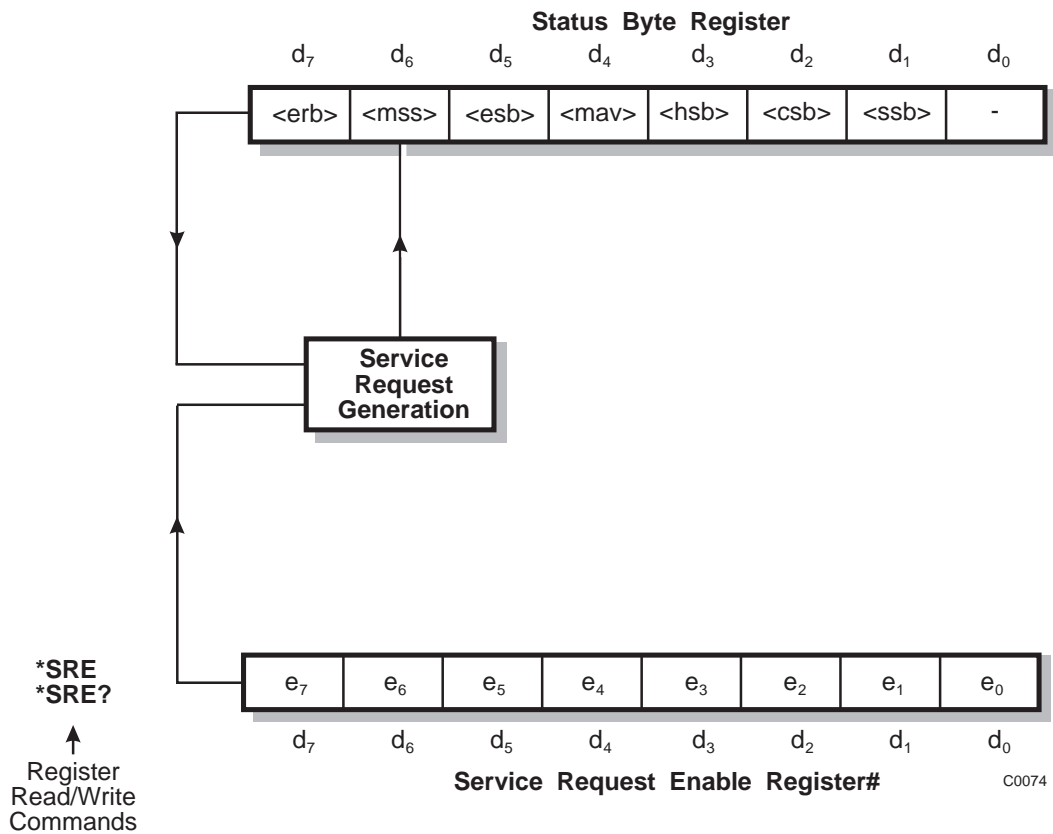 Status Byte Register
d7 d6 d5 d4 d3 d2 d1 d0
<erb> <mss> <esb> <mav> <hsb> <csb> <ssb> -
Service
Request
Generation
*SRE
*SRE?
e7 e6 e5 e4 e3 e2 e1 e0
d7 d6 d5 d4 d3 d2 d1 d0
Register
Read/Write
Commands
Service Request Enable Register#
C0074